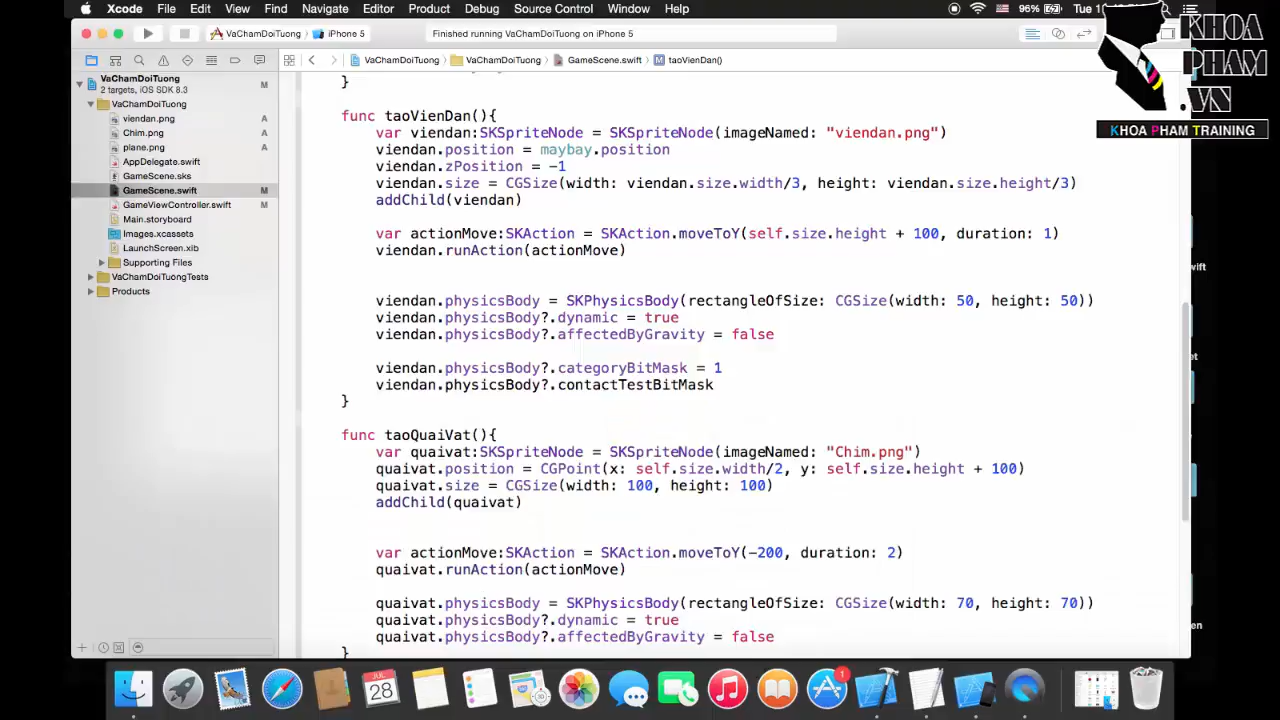 Xcode File Edit View Find Navigate Editor Product Debug Source Control Window Help 96% Tue 1
VaChamDoiTuong iPhone 5 Finished running VaChamDoiTuong on iPhone 5
VaChamDoiTuong VaChamDoiTuong GameScene.swift M taoVienDan()
VaChamDoiTuong M
2 targets, iOS SDK 8.3
VaChamDoiTuong
viendan.png A
Chim.png A
plane.png A
AppDelegate.swift
GameScene.sks
GameScene.swift M
GameViewController.swift M
Main.storyboard
Images.xcassets
LaunchScreen.xib
Supporting Files
VaChamDoiTuongTests
Products
}
func taoVienDan(){
var viendan:SKSpriteNode = SKSpriteNode(imageNamed: "viendan.png")
viendan.position = maybay.position
viendan.zPosition = -1
viendan.size = CGSize(width: viendan.size.width/3, height: viendan.size.height/3)
addChild(viendan)
var actionMove:SKAction = SKAction.moveToY(self.size.height + 100, duration: 1)
viendan.runAction(actionMove)
viendan.physicsBody = SKPhysicsBody(rectangleOfSize: CGSize(width: 50, height: 50))
viendan.physicsBody?.dynamic = true
viendan.physicsBody?.affectedByGravity = false
viendan.physicsBody?.categoryBitMask = 1
viendan.physicsBody?.contactTestBitMask
}
func taoQuaiVat(){
var quaivat:SKSpriteNode = SKSpriteNode(imageNamed: "Chim.png")
quaivat.position = CGPoint(x: self.size.width/2, y: self.size.height + 100)
quaivat.size = CGSize(width: 100, height: 100)
addChild(quaivat)
var actionMove:SKAction = SKAction.moveToY(-200, duration: 2)
quaivat.runAction(actionMove)
quaivat.physicsBody = SKPhysicsBody(rectangleOfSize: CGSize(width: 70, height: 70))
quaivat.physicsBody?.dynamic = true
quaivat.physicsBody?.affectedByGravity = false
}
KHOA
PHAM
.VN
KHOA PHAM TRAINING
JUL
28
30
1